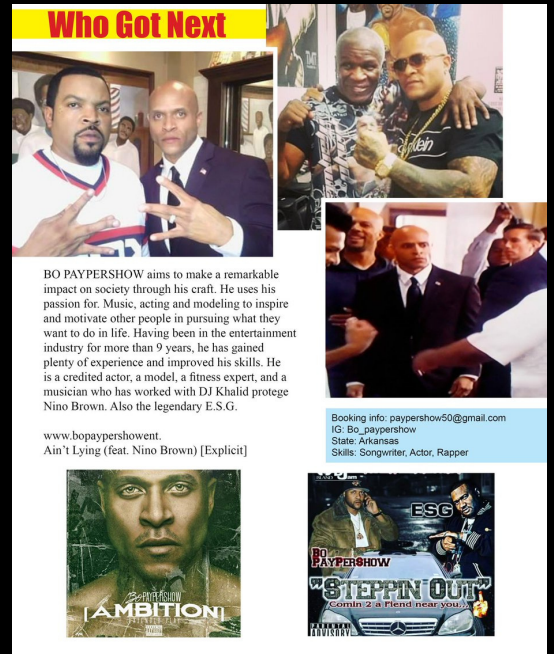 Who Got Next
BO PAYPERSHOW aims to make a remarkable
impact on society through his craft. He uses his
passion for. Music, acting and modeling to inspire
and motivate other people in pursuing what they
want to do in life. Having been in the entertainment
industry for more than 9 years, he has gained
plenty of experience and improved his skills. He
is a credited actor, a model, a fitness expert, and a
musician who has worked with DJ Khalid protege
Nino Brown. Also the legendary E.S.G.
www.bopaypershowent.
Ain't Lying (feat. Nino Brown) [Explicit]
Booking info: paypershow50@gmail.com
IG: Bo_paypershow
State: Arkansas
Skills: Songwriter, Actor, Rapper
Bo PAYPERSHOW
[AMBITION]
ESG
BO
PAYPERSHOW
"STEPPIN OUT"
Comin 2 a Fiend near you...
PARENTAL
ADVISORY